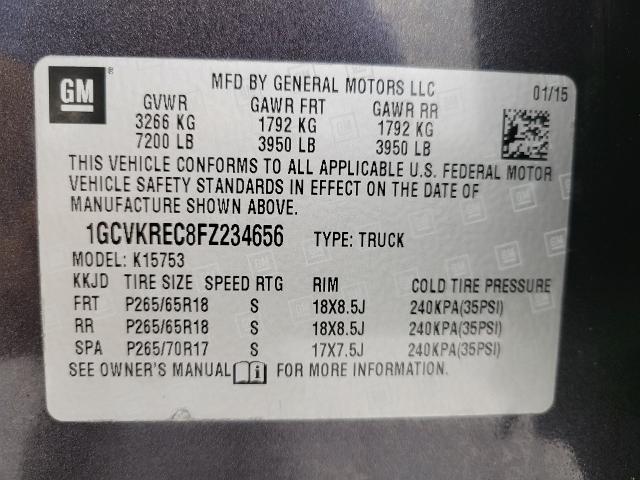 GM®
MFD BY GENERAL MOTORS LLC 01/15
GVWR GAWR FRT GAWR RR
3266 KG 1792 KG 1792 KG
7200 LB 3950 LB 3950 LB
THIS VEHICLE CONFORMS TO ALL APPLICABLE U.S. FEDERAL MOTOR
VEHICLE SAFETY STANDARDS IN EFFECT ON THE DATE OF
MANUFACTURE SHOWN ABOVE.
1GCVKREC8FZ234656 TYPE: TRUCK
MODEL: K15753
KKJD TIRE SIZE SPEED RTG RIM COLD TIRE PRESSURE
FRT P265/65R18 S 18X8.5J 240KPA(35PSI)
RR P265/65R18 S 18X8.5J 240KPA(35PSI)
SPA P265/70R17 S 17X7.5J 240KPA(35PSI)
SEE OWNER'S MANUAL i FOR MORE INFORMATION.